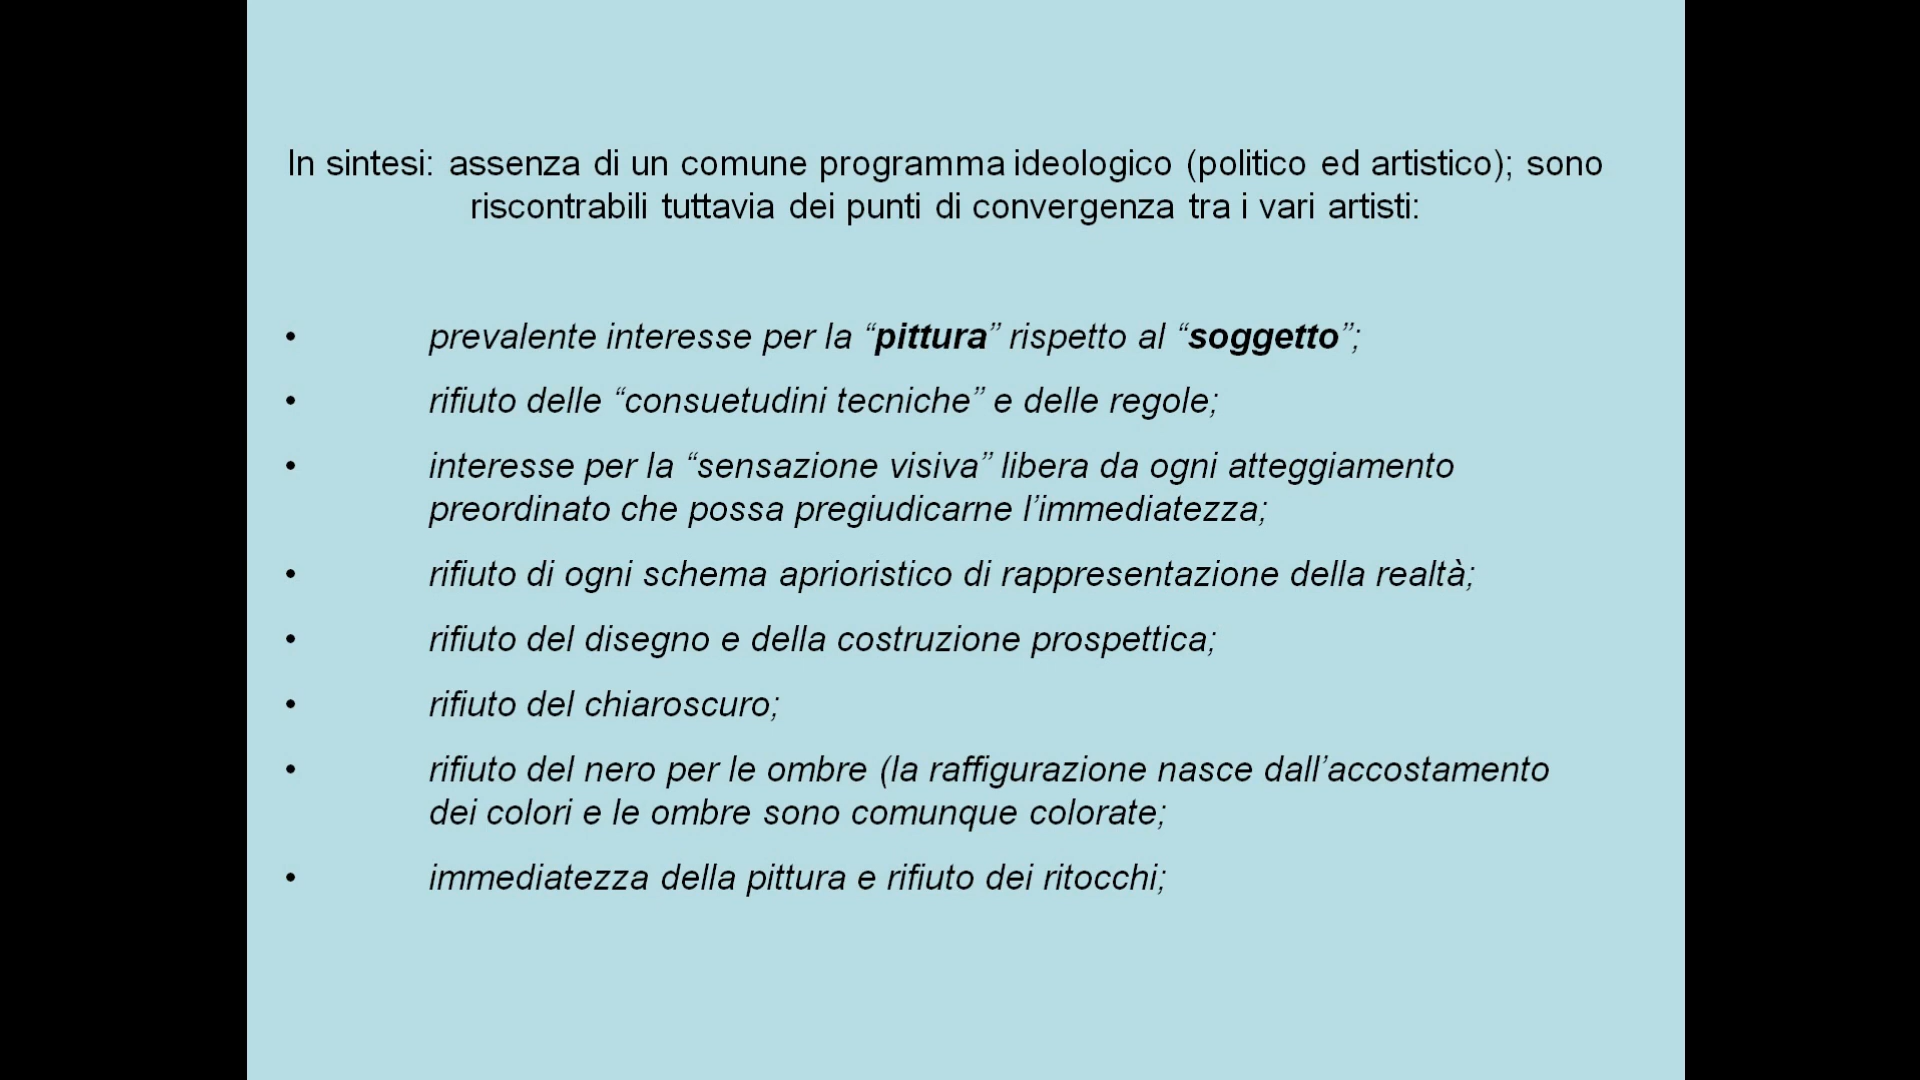 In sintesi: assenza di un comune programma ideologico (politico ed artistico); sono
riscontrabili tuttavia dei punti di convergenza tra i vari artisti:
• prevalente interesse per la “pittura” rispetto al “soggetto”;
• rifiuto delle “consuetudini tecniche” e delle regole;
• interesse per la “sensazione visiva” libera da ogni atteggiamento
preordinato che possa pregiudicarne l’immediatezza;
• rifiuto di ogni schema aprioristico di rappresentazione della realtà;
• rifiuto del disegno e della costruzione prospettica;
• rifiuto del chiaroscuro;
• rifiuto del nero per le ombre (la raffigurazione nasce dall’accostamento
dei colori e le ombre sono comunque colorate;
• immediatezza della pittura e rifiuto dei ritocchi;